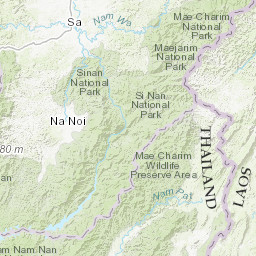 Sa
Nam Wa
Mae Charim
National
Park
Maejarim
National
Park
Sinan
National
Park
Si Nan
National
Park
Na Noi
80 m
THAILAND
LAOS
Mae Charim
Wildlife
Preserve Area
Nam Pat
m Nam Nan